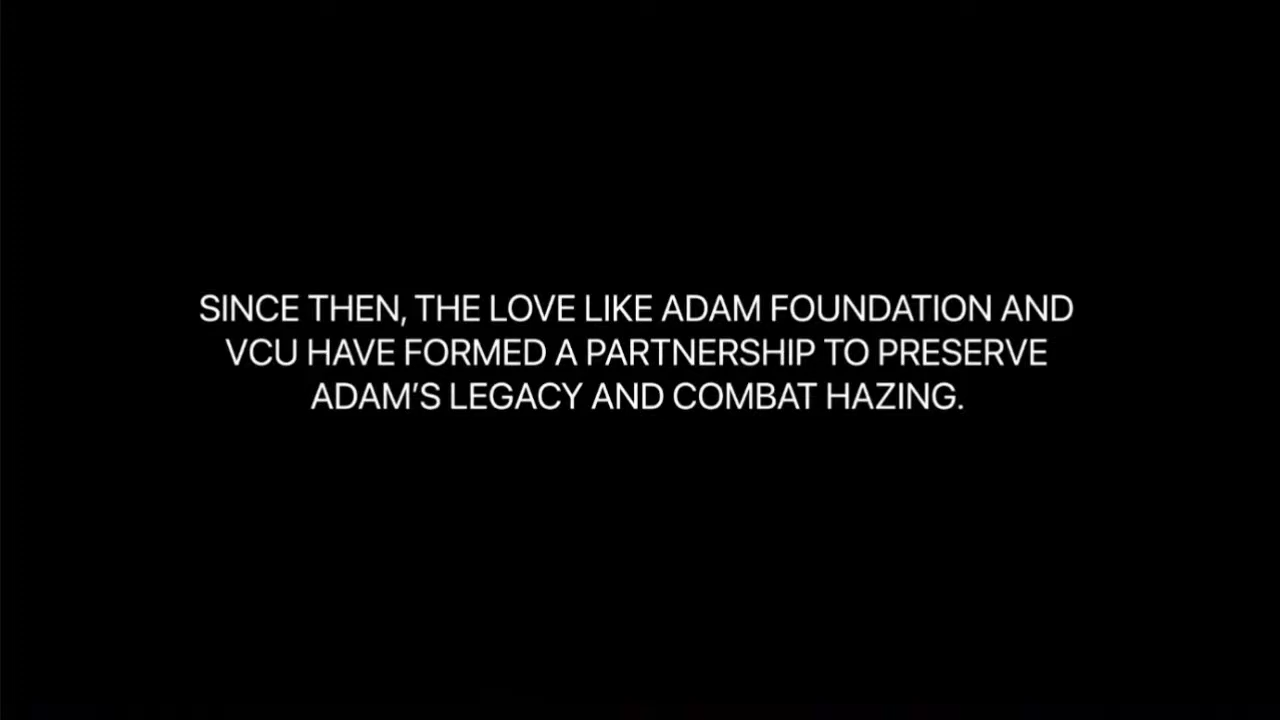 SINCE THEN, THE LOVE LIKE ADAM FOUNDATION AND
VCU HAVE FORMED A PARTNERSHIP TO PRESERVE
ADAM’S LEGACY AND COMBAT HAZING.